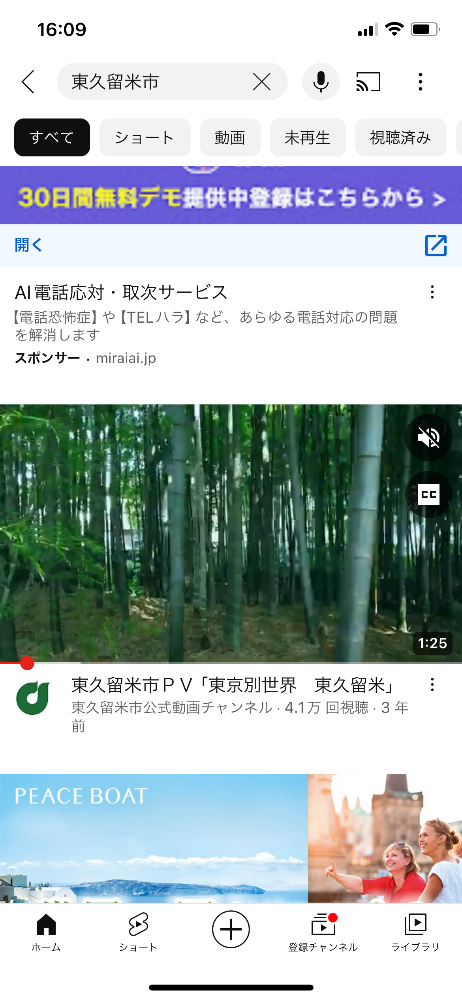 16:09
東久留米市
すべて
ショート
動画
未再生
視聴済み
30日間無料デモ提供中登録はこちらから >
開く
AI電話応対・取次サービス
【電話恐怖症】や【TELハラ】など、あらゆる電話対応の問題
を解消します
スポンサー · miraiai.jp
CC
1:25
東久留米市ＰＶ「東京別世界　東久留米」
東久留米市公式動画チャンネル · 4.1万 回視聴 · 3 年
前
PEACE BOAT
ホーム
ショート
登録チャンネル
ライブラリ